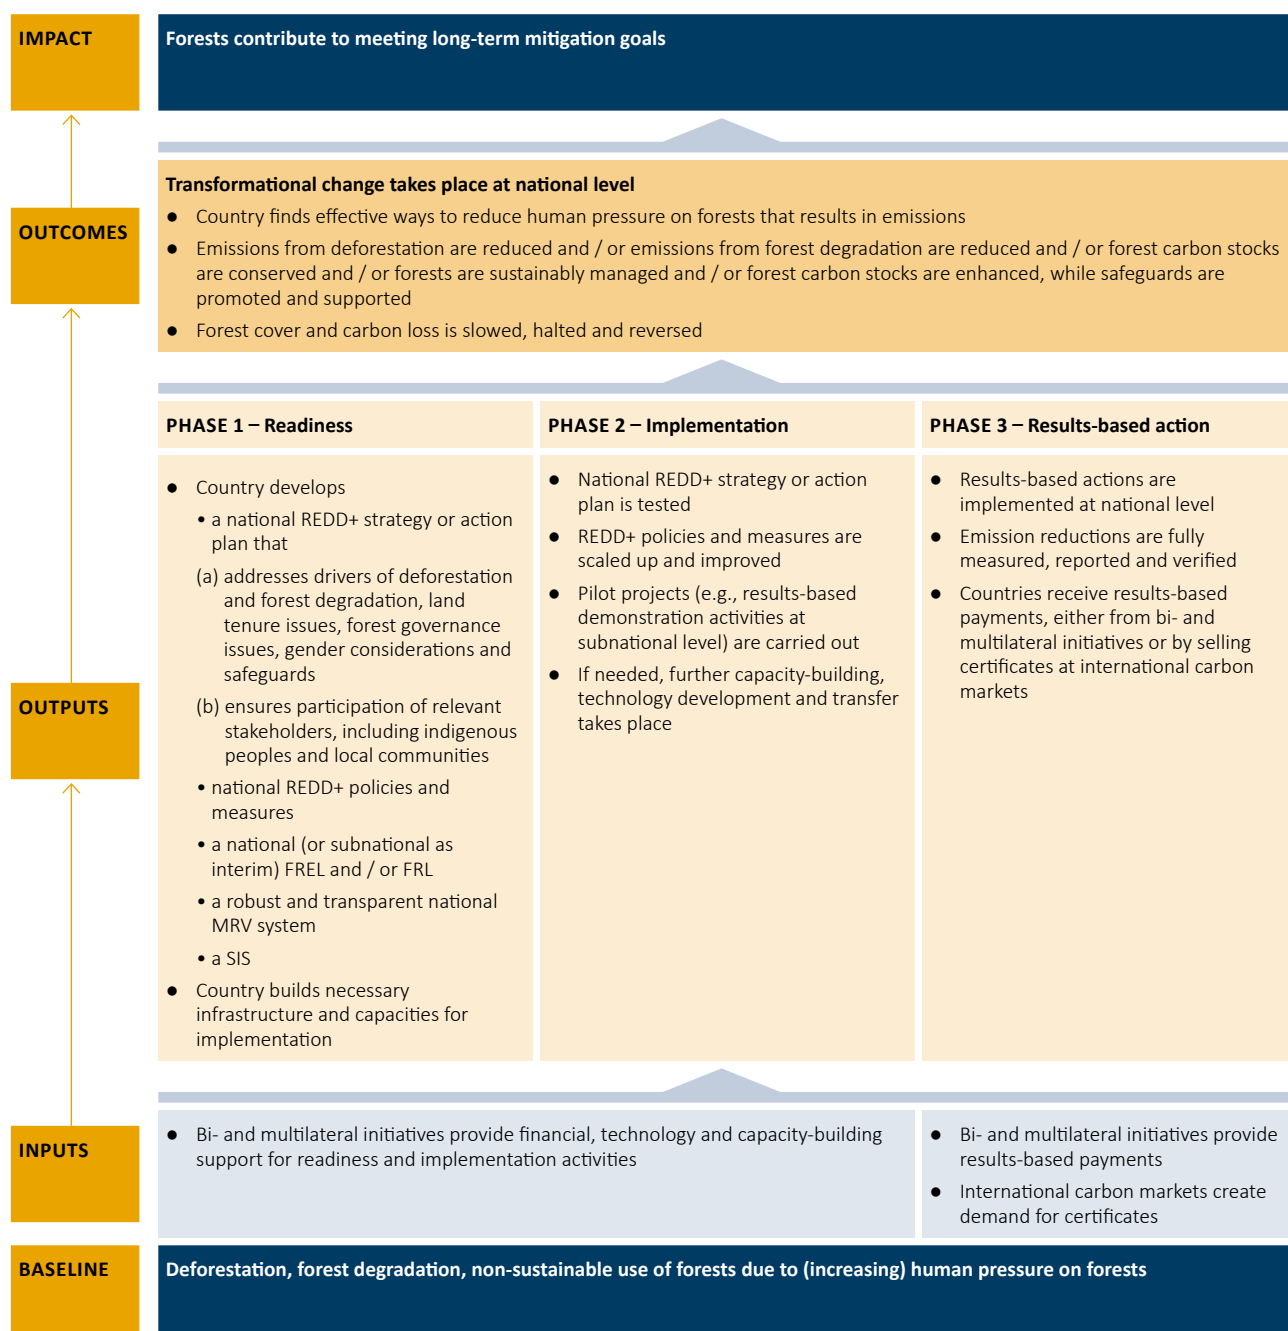 IMPACT
Forests contribute to meeting long-term mitigation goals
OUTCOMES
Transformational change takes place at national level
● Country finds effective ways to reduce human pressure on forests that results in emissions
● Emissions from deforestation are reduced and / or emissions from forest degradation are reduced and / or forest carbon stocks
are conserved and / or forests are sustainably managed and / or forest carbon stocks are enhanced, while safeguards are
promoted and supported
● Forest cover and carbon loss is slowed, halted and reversed
OUTPUTS
PHASE 1 – Readiness
● Country develops
• a national REDD+ strategy or action
plan that
(a) addresses drivers of deforestation
and forest degradation, land
tenure issues, forest governance
issues, gender considerations and
safeguards
(b) ensures participation of relevant
stakeholders, including indigenous
peoples and local communities
• national REDD+ policies and
measures
• a national (or subnational as
interim) FREL and / or FRL
• a robust and transparent national
MRV system
• a SIS
● Country builds necessary
infrastructure and capacities for
implementation
PHASE 2 – Implementation
● National REDD+ strategy or action
plan is tested
● REDD+ policies and measures are
scaled up and improved
● Pilot projects (e.g., results-based
demonstration activities at
subnational level) are carried out
● If needed, further capacity-building,
technology development and transfer
takes place
PHASE 3 – Results-based action
● Results-based actions are
implemented at national level
● Emission reductions are fully
measured, reported and verified
● Countries receive results-based
payments, either from bi- and
multilateral initiatives or by selling
certificates at international carbon
markets
INPUTS
● Bi- and multilateral initiatives provide financial, technology and capacity-building
support for readiness and implementation activities
● Bi- and multilateral initiatives provide
results-based payments
● International carbon markets create
demand for certificates
BASELINE
Deforestation, forest degradation, non-sustainable use of forests due to (increasing) human pressure on forests